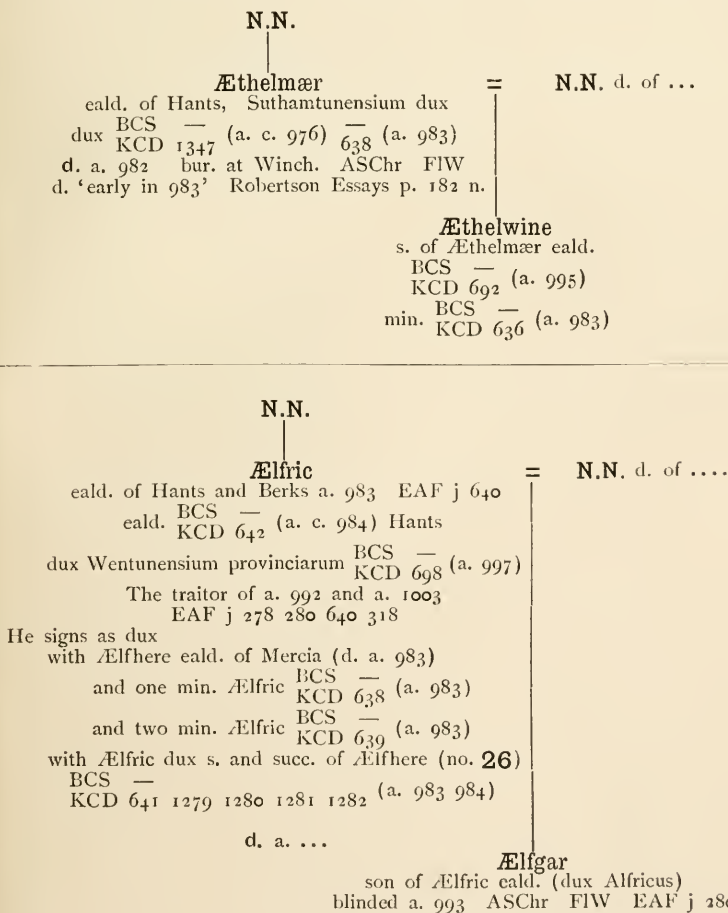 N.N.
Æthelmær = N.N. d. of ...
eald. of Hants, Suthamtunensium dux
dux BCS — KCD 1347 (a. c. 976) — 638 (a. 983)
d. a. 982 bur. at Winch. ASChr FlW
d. 'early in 983' Robertson Essays p. 182 n.
Æthelwine
s. of Æthelmær eald.
BCS — KCD 692 (a. 995)
min. BCS — KCD 636 (a. 983)
N.N.
Ælfric = N.N. d. of ....
eald. of Hants and Berks a. 983 EAF j 640
eald. BCS — KCD 642 (a. c. 984) Hants
dux Wentunensium provinciarum BCS — KCD 698 (a. 997)
The traitor of a. 992 and a. 1003
EAF j 278 280 640 318
He signs as dux
with Ælfhere eald. of Mercia (d. a. 983)
and one min. Ælfric BCS — KCD 638 (a. 983)
and two min. Ælfric BCS — KCD 639 (a. 983)
with Ælfric dux s. and succ. of Ælfhere (no. 26)
BCS — KCD 641 1279 1280 1281 1282 (a. 983 984)
d. a. ...
Ælfgar
son of Ælfric eald. (dux Alfricus)
blinded a. 993 ASChr FlW EAF j